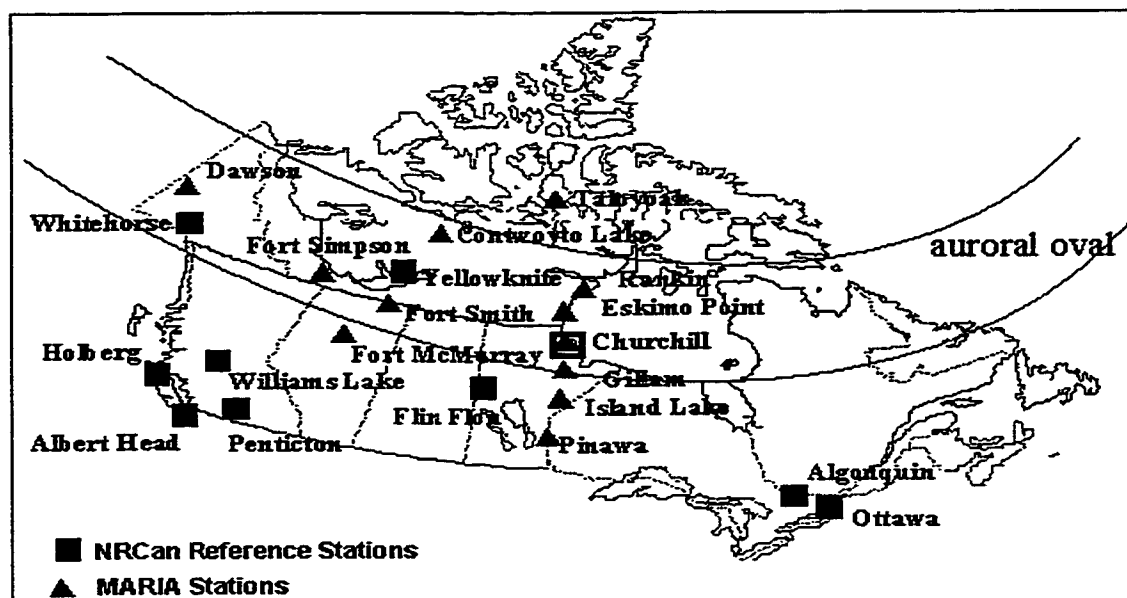 Dawson
Taloyoak
Whitehorse
Contwoyto Lake
Fort Simpson
auroral oval
Yellowknife
Rankin
Fort Smith
Eskimo Point
Churchill
Holberg
Fort McMurray
Williams Lake
Gillam
Flin Flon
Island Lake
Albert Head
Penticton
Pinawa
Algonquin
Ottawa
NRCan Reference Stations
MARIA Stations